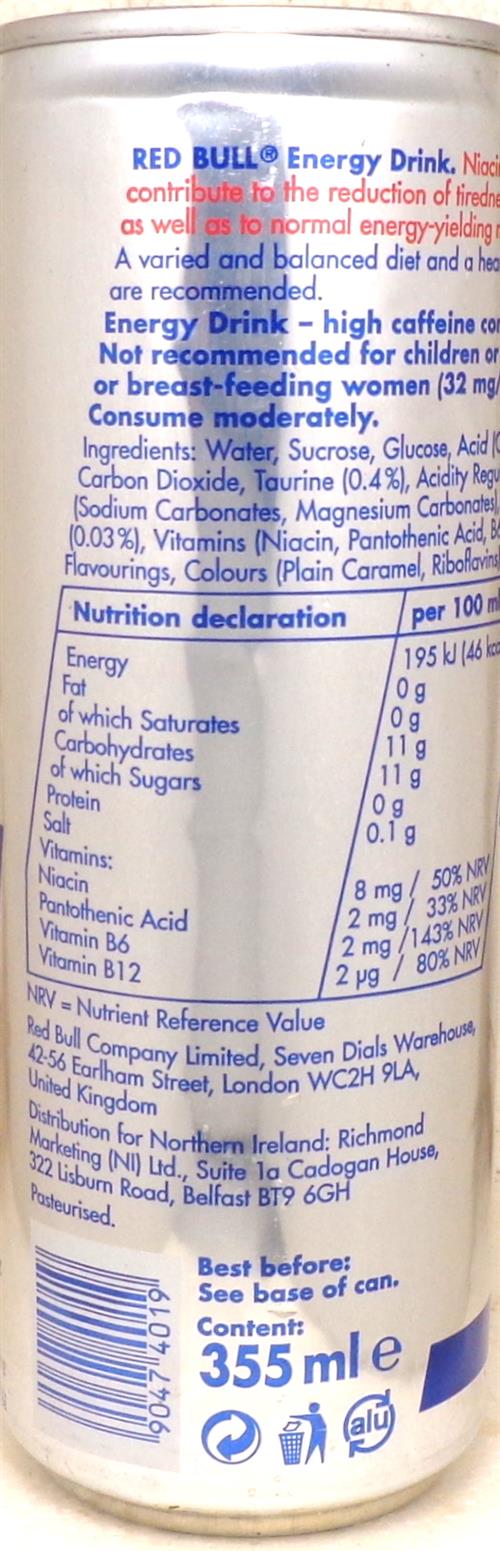 RED BULL® Energy Drink. Niaci
contribute to the reduction of tiredne
as well as to normal energy-yielding
A varied and balanced diet and a hea
are recommended.
Energy Drink – high caffeine con
Not recommended for children or
or breast-feeding women (32 mg/
Consume moderately.
Ingredients: Water, Sucrose, Glucose, Acid (C
Carbon Dioxide, Taurine (0.4%), Acidity Regu
(Sodium Carbonates, Magnesium Carbonates),
(0.03%), Vitamins (Niacin, Pantothenic Acid, B6
Flavourings, Colours (Plain Caramel, Riboflavins)
Nutrition declaration per 100 ml
Energy 195 kJ (46 kca
Fat 0 g
of which Saturates 0 g
Carbohydrates 11 g
of which Sugars 11 g
Protein 0 g
Salt 0.1 g
Vitamins:
Niacin 8 mg / 50% NRV
Pantothenic Acid 2 mg / 33% NRV
Vitamin B6 2 mg /143% NRV
Vitamin B12 2 µg / 80% NRV
NRV = Nutrient Reference Value
Red Bull Company Limited, Seven Dials Warehouse,
42-56 Earlham Street, London WC2H 9LA,
United Kingdom
Distribution for Northern Ireland: Richmond
Marketing (NI) Ltd., Suite 1a Cadogan House,
322 Lisburn Road, Belfast BT9 6GH
Pasteurised.
Best before:
See base of can.
Content:
355 ml e
alu
9047 4019